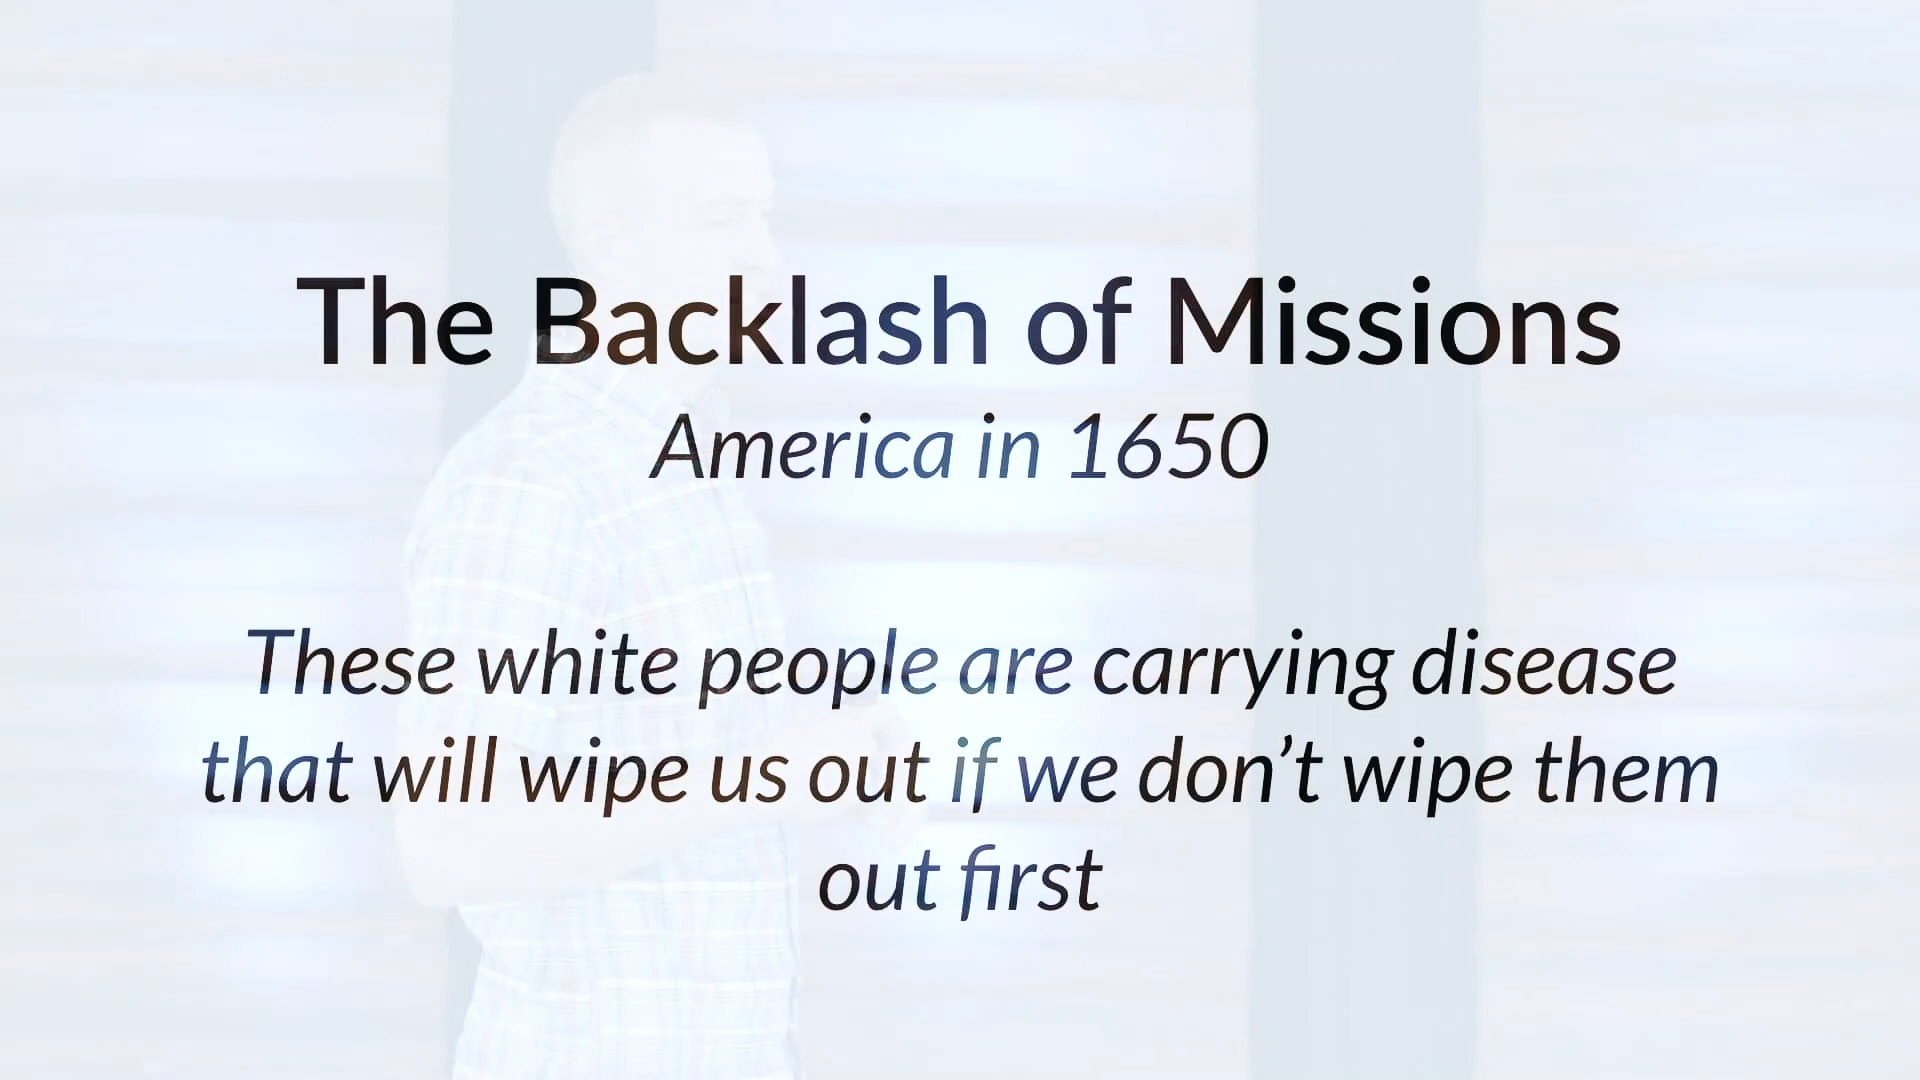 The Backlash of Missions
America in 1650
These white people are carrying disease
that will wipe us out if we don’t wipe them
out first